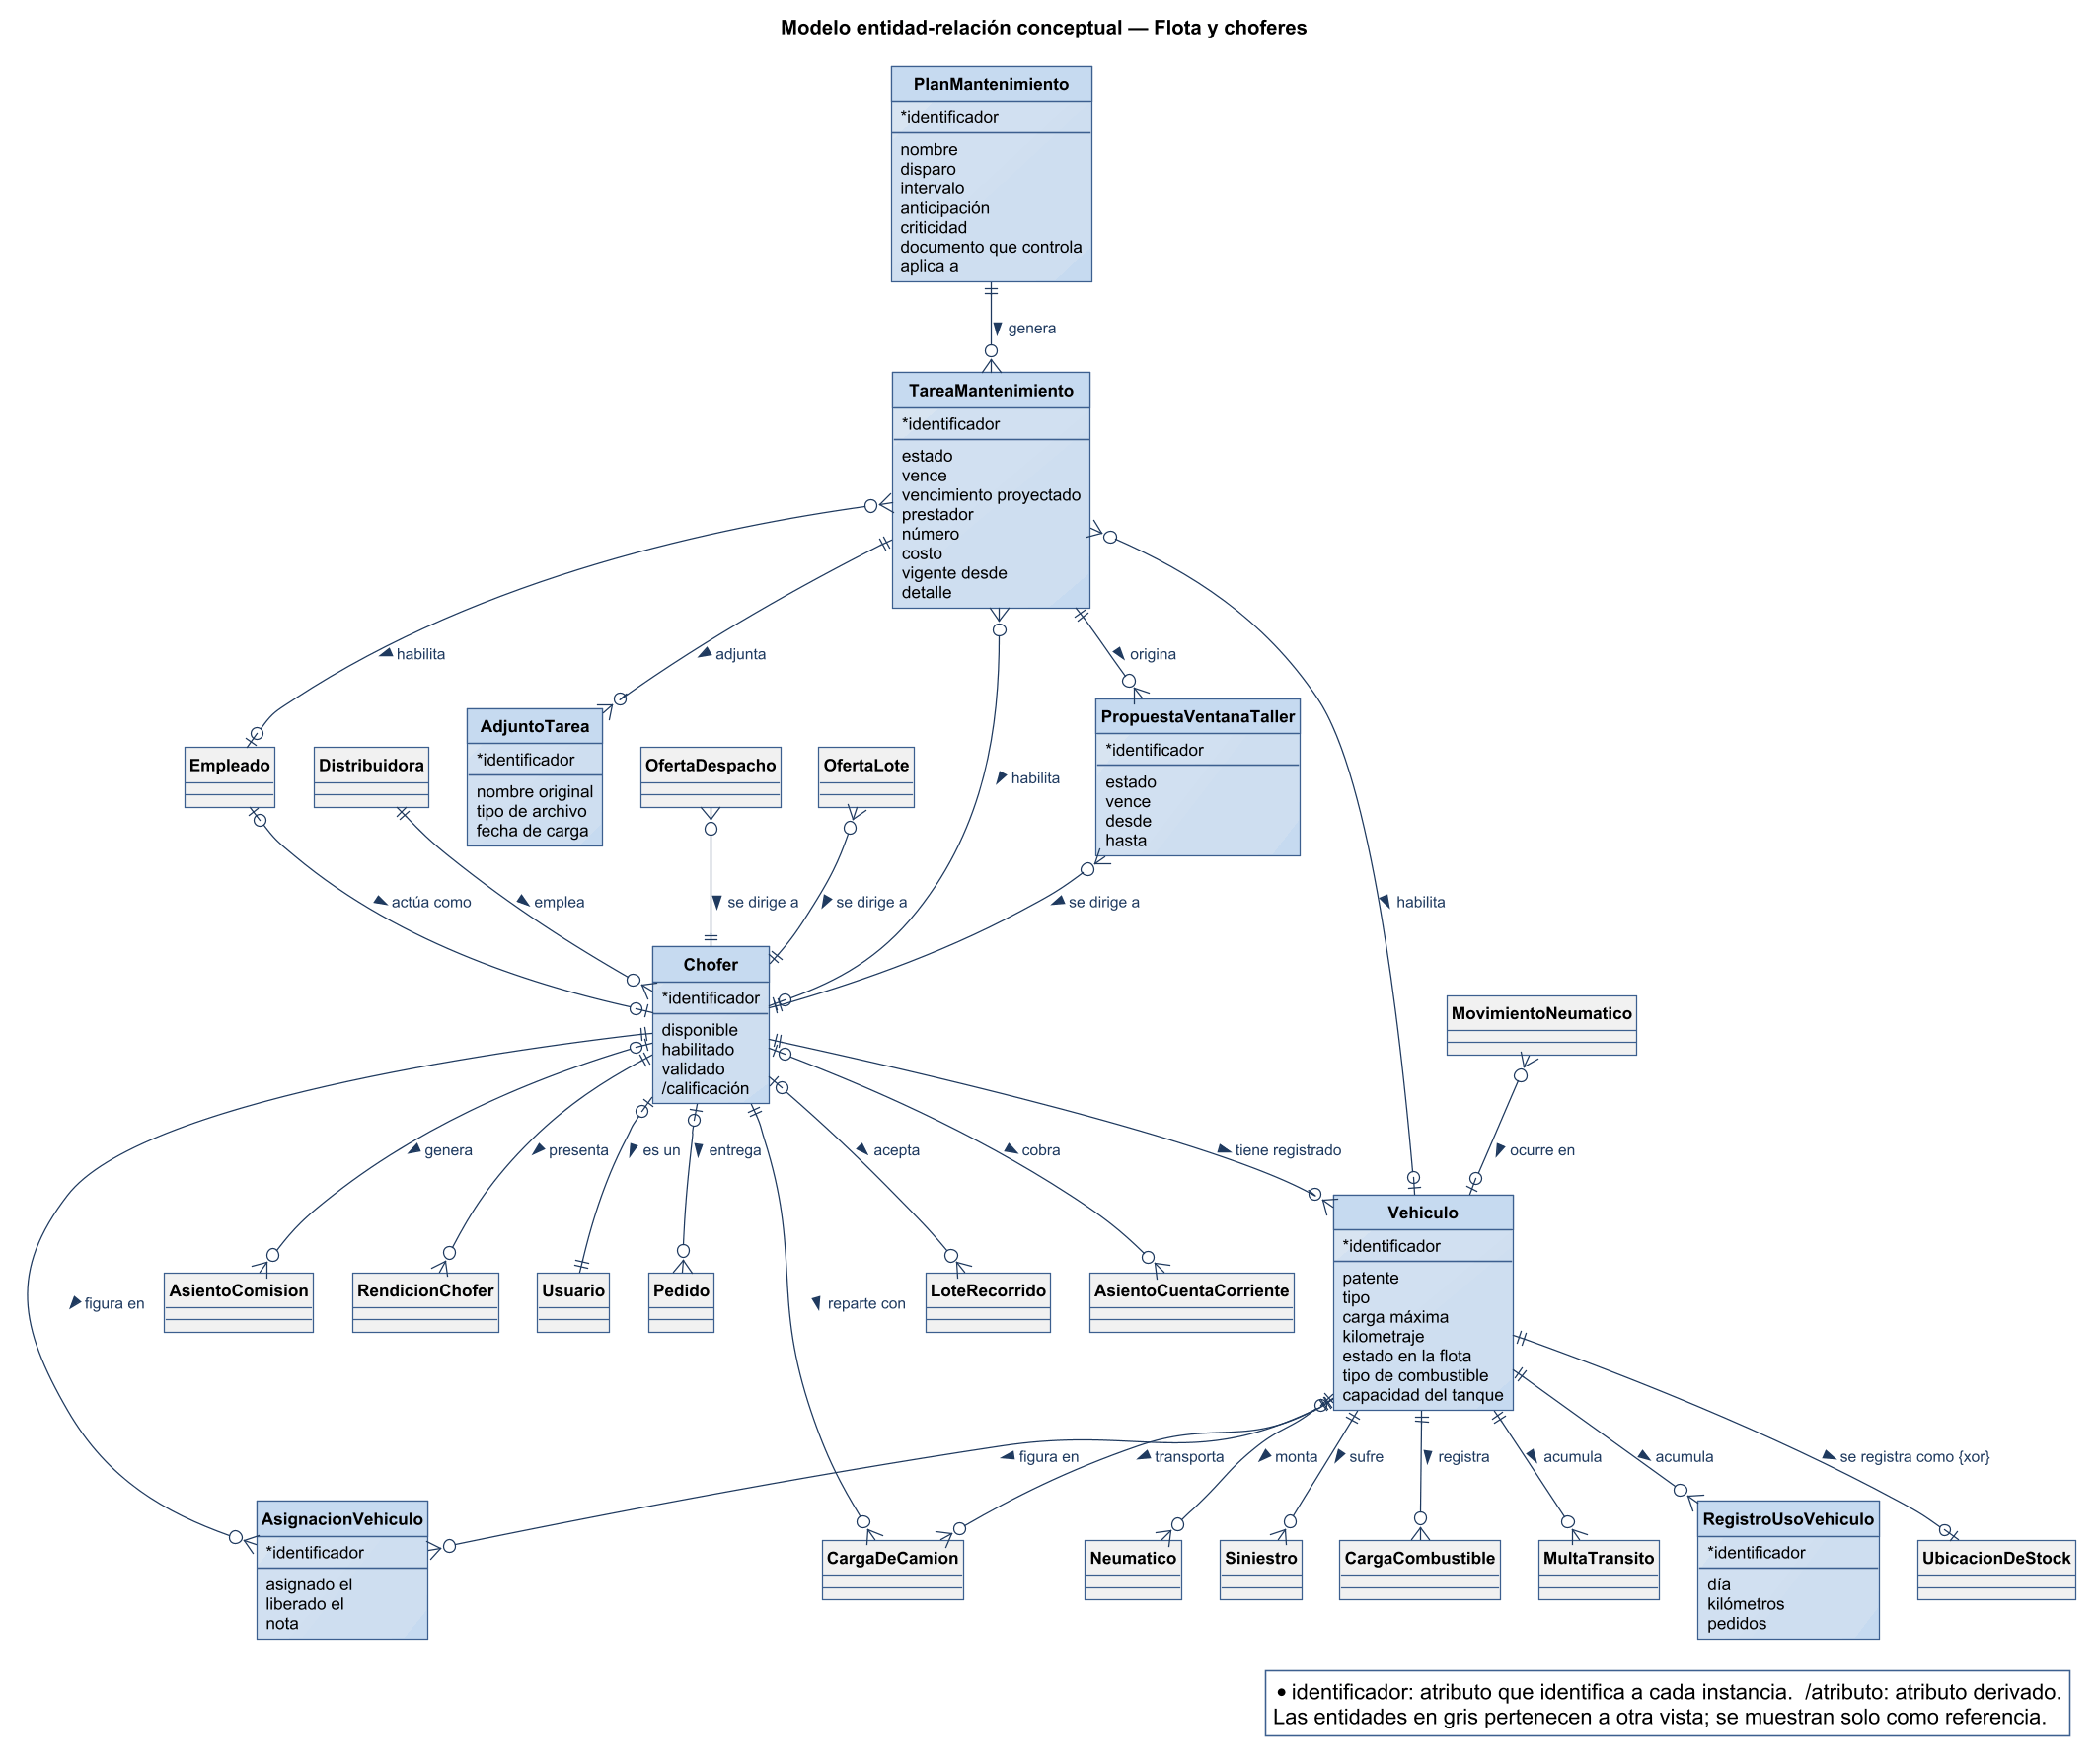 Modelo entidad-relación conceptual — Flota y choferes
PlanMantenimiento
*identificador
nombre
disparo
intervalo
anticipación
criticidad
documento que controla
aplica a
genera
TareaMantenimiento
*identificador
estado
vence
vencimiento proyectado
prestador
número
costo
vigente desde
detalle
habilita
adjunta
origina
AdjuntoTarea
*identificador
nombre original
tipo de archivo
fecha de carga
PropuestaVentanaTaller
*identificador
estado
vence
desde
hasta
Empleado
Distribuidora
OfertaDespacho
OfertaLote
habilita
actúa como
emplea
se dirige a
se dirige a
se dirige a
habilita
Chofer
*identificador
disponible
habilitado
validado
/calificación
MovimientoNeumatico
genera
presenta
es un
entrega
acepta
cobra
tiene registrado
ocurre en
Vehiculo
*identificador
patente
tipo
carga máxima
kilometraje
estado en la flota
tipo de combustible
capacidad del tanque
AsientoComision
RendicionChofer
Usuario
Pedido
LoteRecorrido
AsientoCuentaCorriente
figura en
reparte con
figura en
transporta
monta
sufre
registra
acumula
acumula
se registra como {xor}
AsignacionVehiculo
*identificador
asignado el
liberado el
nota
CargaDeCamion
Neumatico
Siniestro
CargaCombustible
MultaTransito
RegistroUsoVehiculo
*identificador
día
kilómetros
pedidos
UbicacionDeStock
• identificador: atributo que identifica a cada instancia.  /atributo: atributo derivado.
Las entidades en gris pertenecen a otra vista; se muestran solo como referencia.